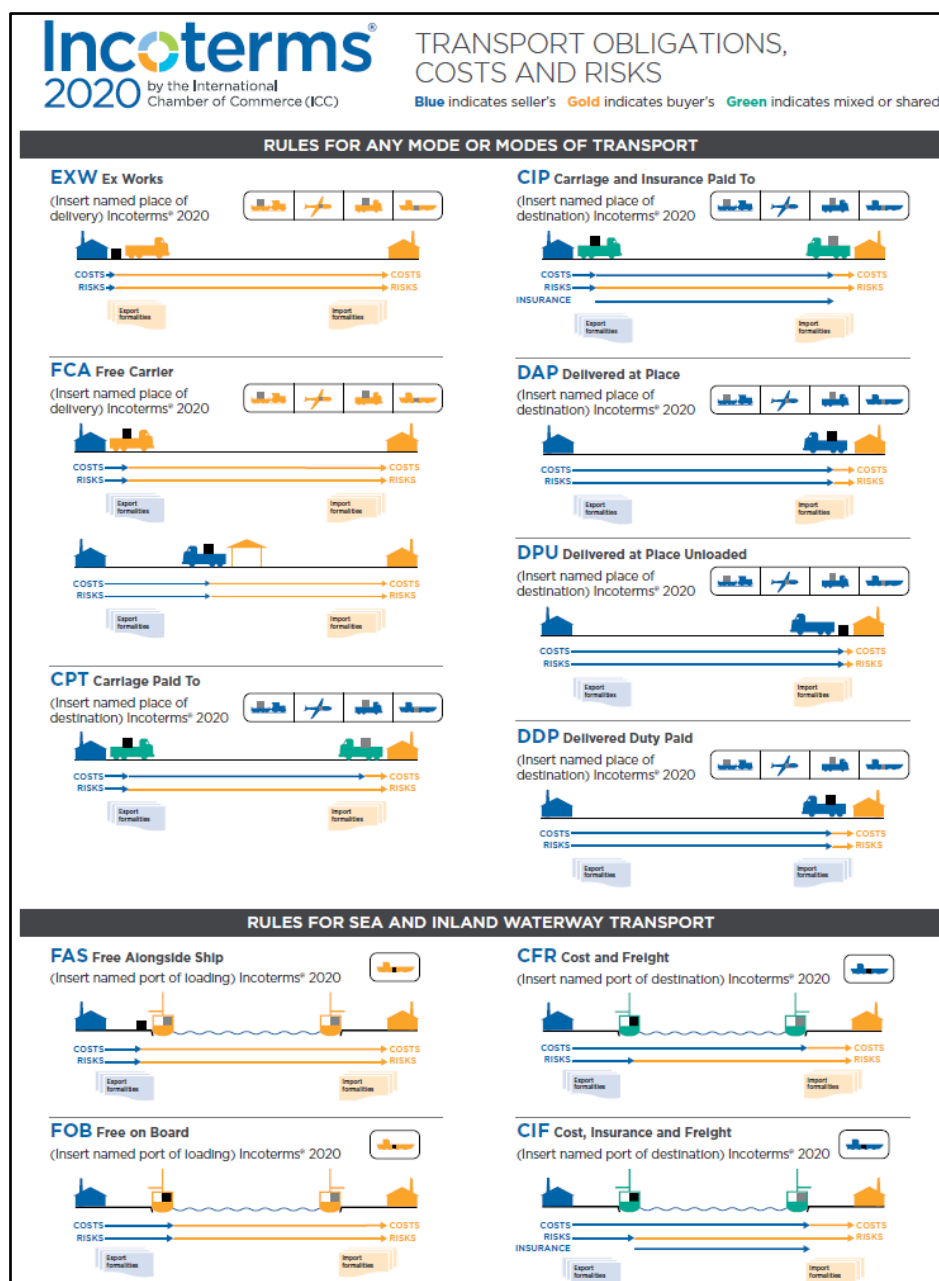 Incoterms®
2020 by the International
Chamber of Commerce (ICC)
TRANSPORT OBLIGATIONS,
COSTS AND RISKS
Blue indicates seller's Gold indicates buyer's Green indicates mixed or shared
RULES FOR ANY MODE OR MODES OF TRANSPORT
EXW Ex Works
(Insert named place of
delivery) Incoterms® 2020
COSTS COSTS
RISKS RISKS
Export
formalities
Import
formalities
FCA Free Carrier
(Insert named place of
delivery) Incoterms® 2020
COSTS COSTS
RISKS RISKS
Export
formalities
Import
formalities
COSTS COSTS
RISKS RISKS
Export
formalities
Import
formalities
CPT Carriage Paid To
(Insert named place of
destination) Incoterms® 2020
COSTS COSTS
RISKS RISKS
Export
formalities
Import
formalities
CIP Carriage and Insurance Paid To
(Insert named place of
destination) Incoterms® 2020
COSTS COSTS
RISKS RISKS
INSURANCE
Export
formalities
Import
formalities
DAP Delivered at Place
(Insert named place of
destination) Incoterms® 2020
COSTS COSTS
RISKS RISKS
Export
formalities
Import
formalities
DPU Delivered at Place Unloaded
(Insert named place of
destination) Incoterms® 2020
COSTS COSTS
RISKS RISKS
Export
formalities
Import
formalities
DDP Delivered Duty Paid
(Insert named place of
destination) Incoterms® 2020
COSTS COSTS
RISKS RISKS
Export
formalities
Import
formalities
RULES FOR SEA AND INLAND WATERWAY TRANSPORT
FAS Free Alongside Ship
(Insert named port of loading) Incoterms® 2020
COSTS COSTS
RISKS RISKS
Export
formalities
Import
formalities
FOB Free on Board
(Insert named port of loading) Incoterms® 2020
COSTS COSTS
RISKS RISKS
Export
formalities
Import
formalities
CFR Cost and Freight
(Insert named port of destination) Incoterms® 2020
COSTS COSTS
RISKS RISKS
Export
formalities
Import
formalities
CIF Cost, Insurance and Freight
(Insert named port of destination) Incoterms® 2020
COSTS COSTS
RISKS RISKS
INSURANCE
Export
formalities
Import
formalities